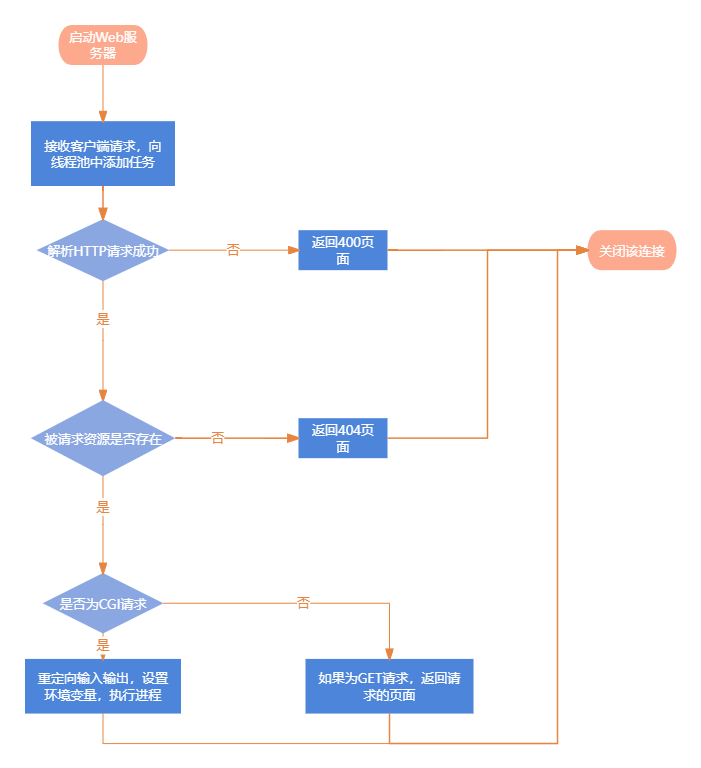 启动Web服
务器
接收客户端请求，向
线程池中添加任务
解析HTTP请求成功
否
返回400页
面
关闭该连接
是
被请求资源是否存在
否
返回404页
面
是
是否为CGI请求
否
是
重定向输入输出，设置
环境变量，执行进程
如果为GET请求，返回请
求的页面